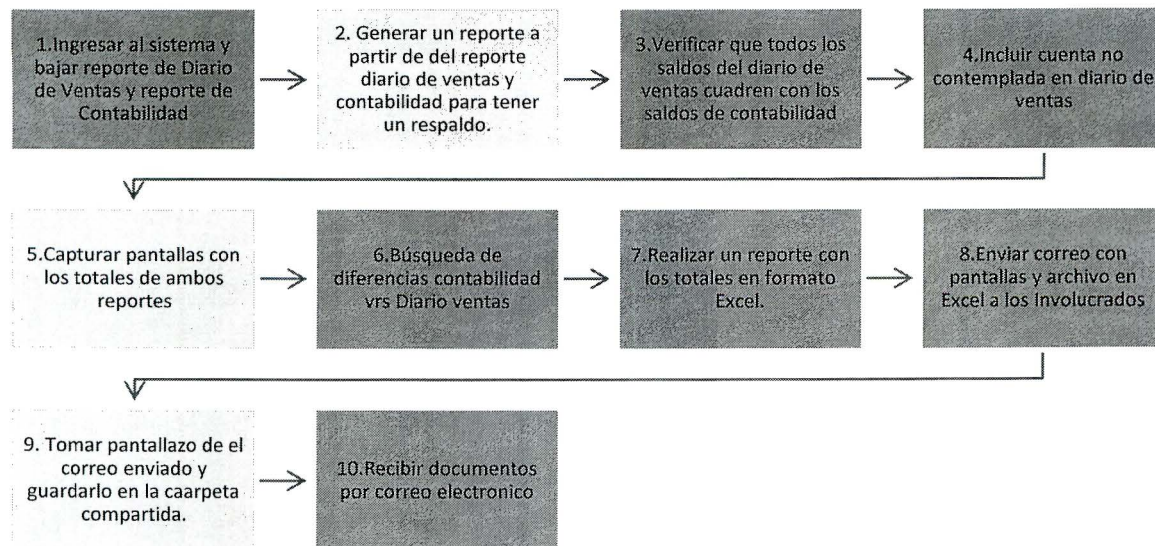 1.Ingresar al sistema y
bajar reporte de Diario
de Ventas y reporte de
Contabilidad
2. Generar un reporte a
partir de del reporte
diario de ventas y
contabilidad para tener
un respaldo.
3.Verificar que todos los
saldos del diario de
ventas cuadren con los
saldos de contabilidad
4.Incluir cuenta no
contemplada en diario de
ventas
5.Capturar pantallas con
los totales de ambos
reportes
6.Búsqueda de
diferencias contabilidad
vrs Diario ventas
7.Realizar un reporte con
los totales en formato
Excel.
8.Enviar correo con
pantallas y archivo en
Excel a los Involucrados
9. Tomar pantallazo de el
correo enviado y
guardarlo en la caarpeta
compartida.
10.Recibir documentos
por correo electronico